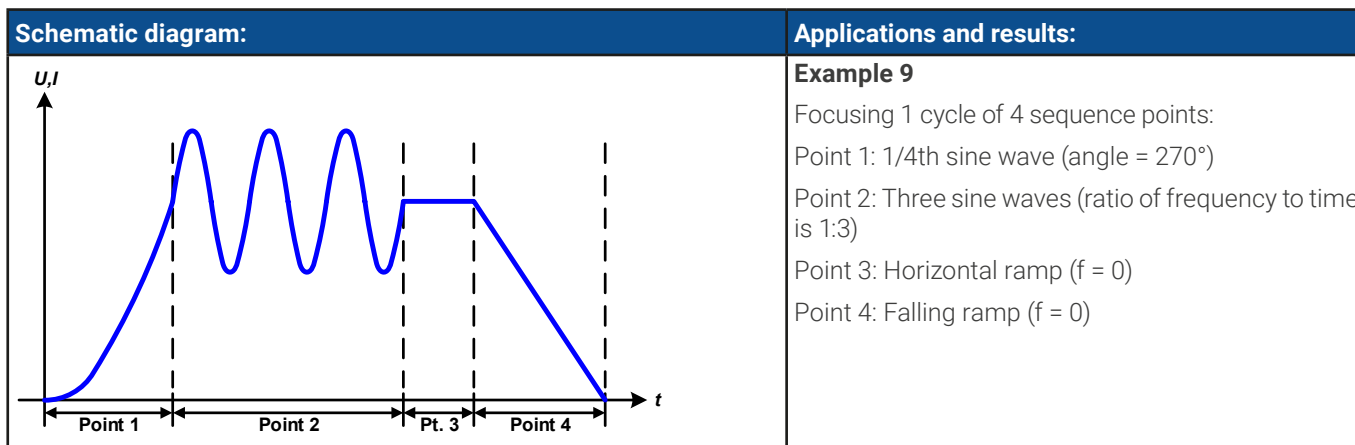 Schematic diagram:
Applications and results:
U,I
t
Point 1
Point 2
Pt. 3
Point 4
Example 9
Focusing 1 cycle of 4 sequence points:
Point 1: 1/4th sine wave (angle = 270°)
Point 2: Three sine waves (ratio of frequency to time
is 1:3)
Point 3: Horizontal ramp (f = 0)
Point 4: Falling ramp (f = 0)